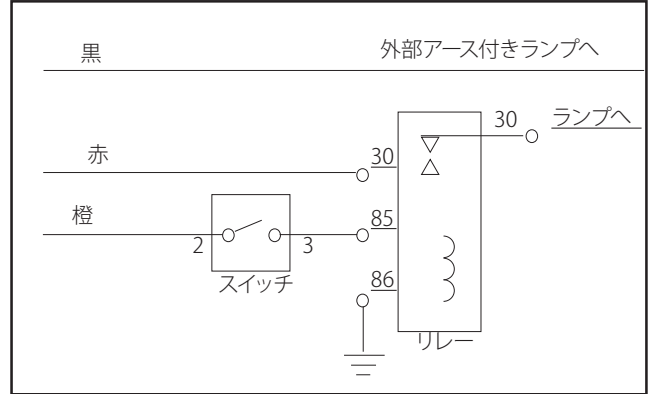 黒 外部アース付きランプへ
30 ランプへ
赤 30
橙 85
2 3
スイッチ 86
リレー